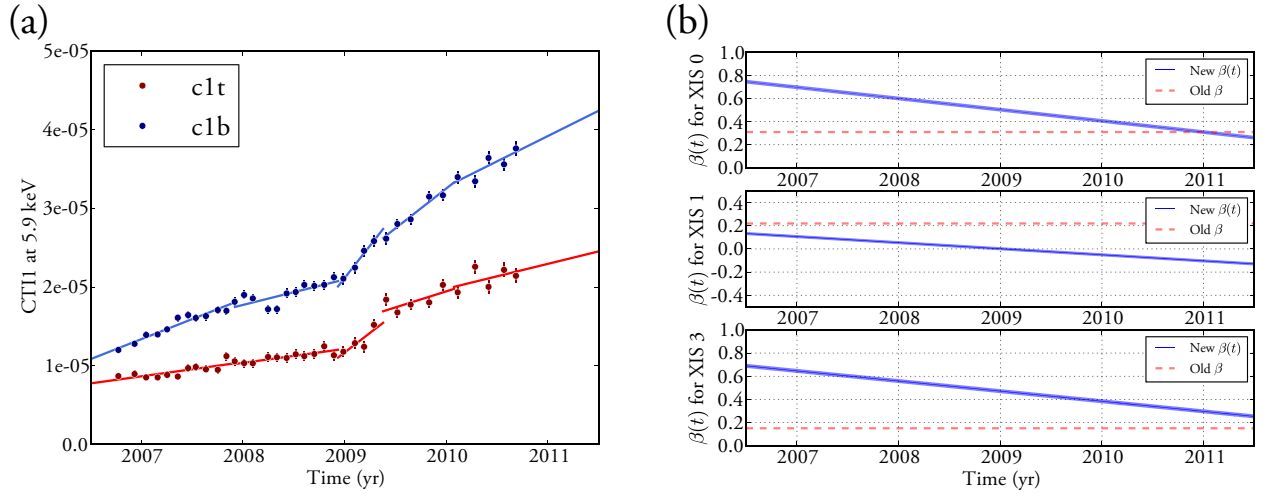 (a)
5e-05
4e-05
3e-05
2e-05
1e-05
0.0
CTI1 at 5.9 keV
c1t
c1b
2007 2008 2009 2010 2011
Time (yr)
(b)
1.0
0.8
0.6
0.4
0.2
0.0
β(t) for XIS 0
New β(t)
Old β
2007 2008 2009 2010 2011
0.4
0.2
0.0
-0.2
-0.4
β(t) for XIS 1
New β(t)
Old β
2007 2008 2009 2010 2011
1.0
0.8
0.6
0.4
0.2
0.0
β(t) for XIS 3
New β(t)
Old β
2007 2008 2009 2010 2011
Time (yr)